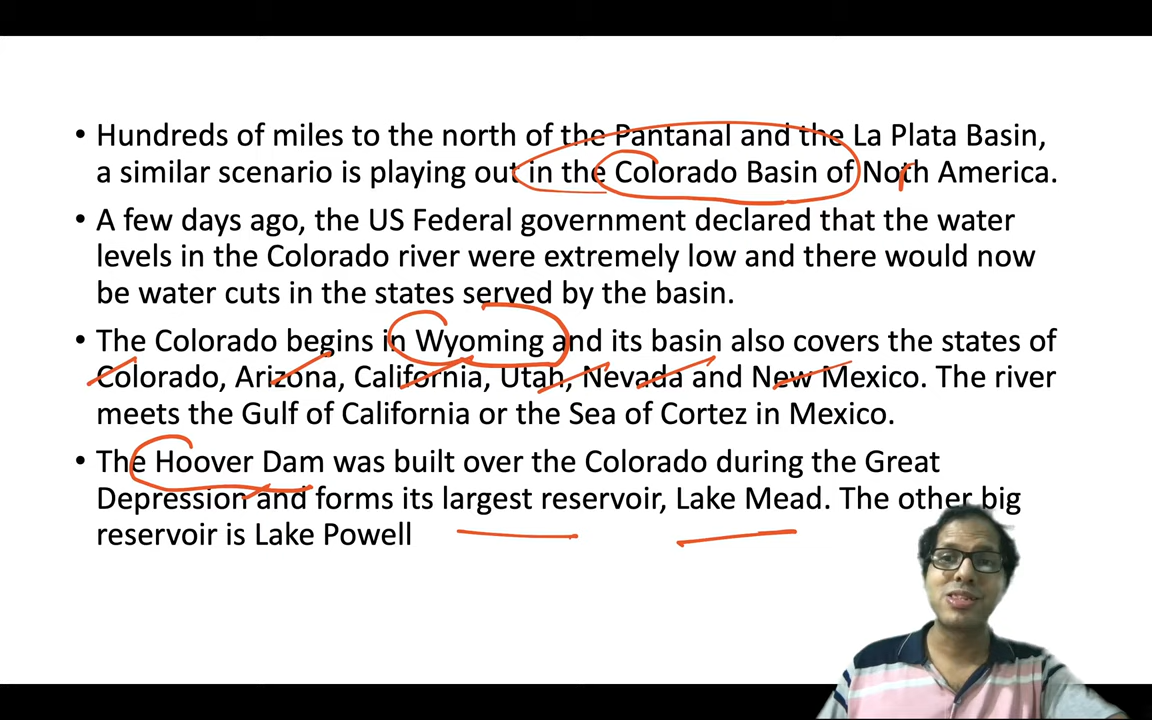 • Hundreds of miles to the north of the Pantanal and the La Plata Basin,
a similar scenario is playing out in the Colorado Basin of Noth America.
• A few days ago, the US Federal government declared that the water
levels in the Colorado river were extremely low and there would now
be water cuts in the states served by the basin.
• The Colorado begins in Wyoming and its basin also covers the states of
Colorado, Arizona, California, Utah, Nevada and New Mexico. The river
meets the Gulf of California or the Sea of Cortez in Mexico.
• The Hoover Dam was built over the Colorado during the Great
Depression and forms its largest reservoir, Lake Mead. The other big
reservoir is Lake Powell